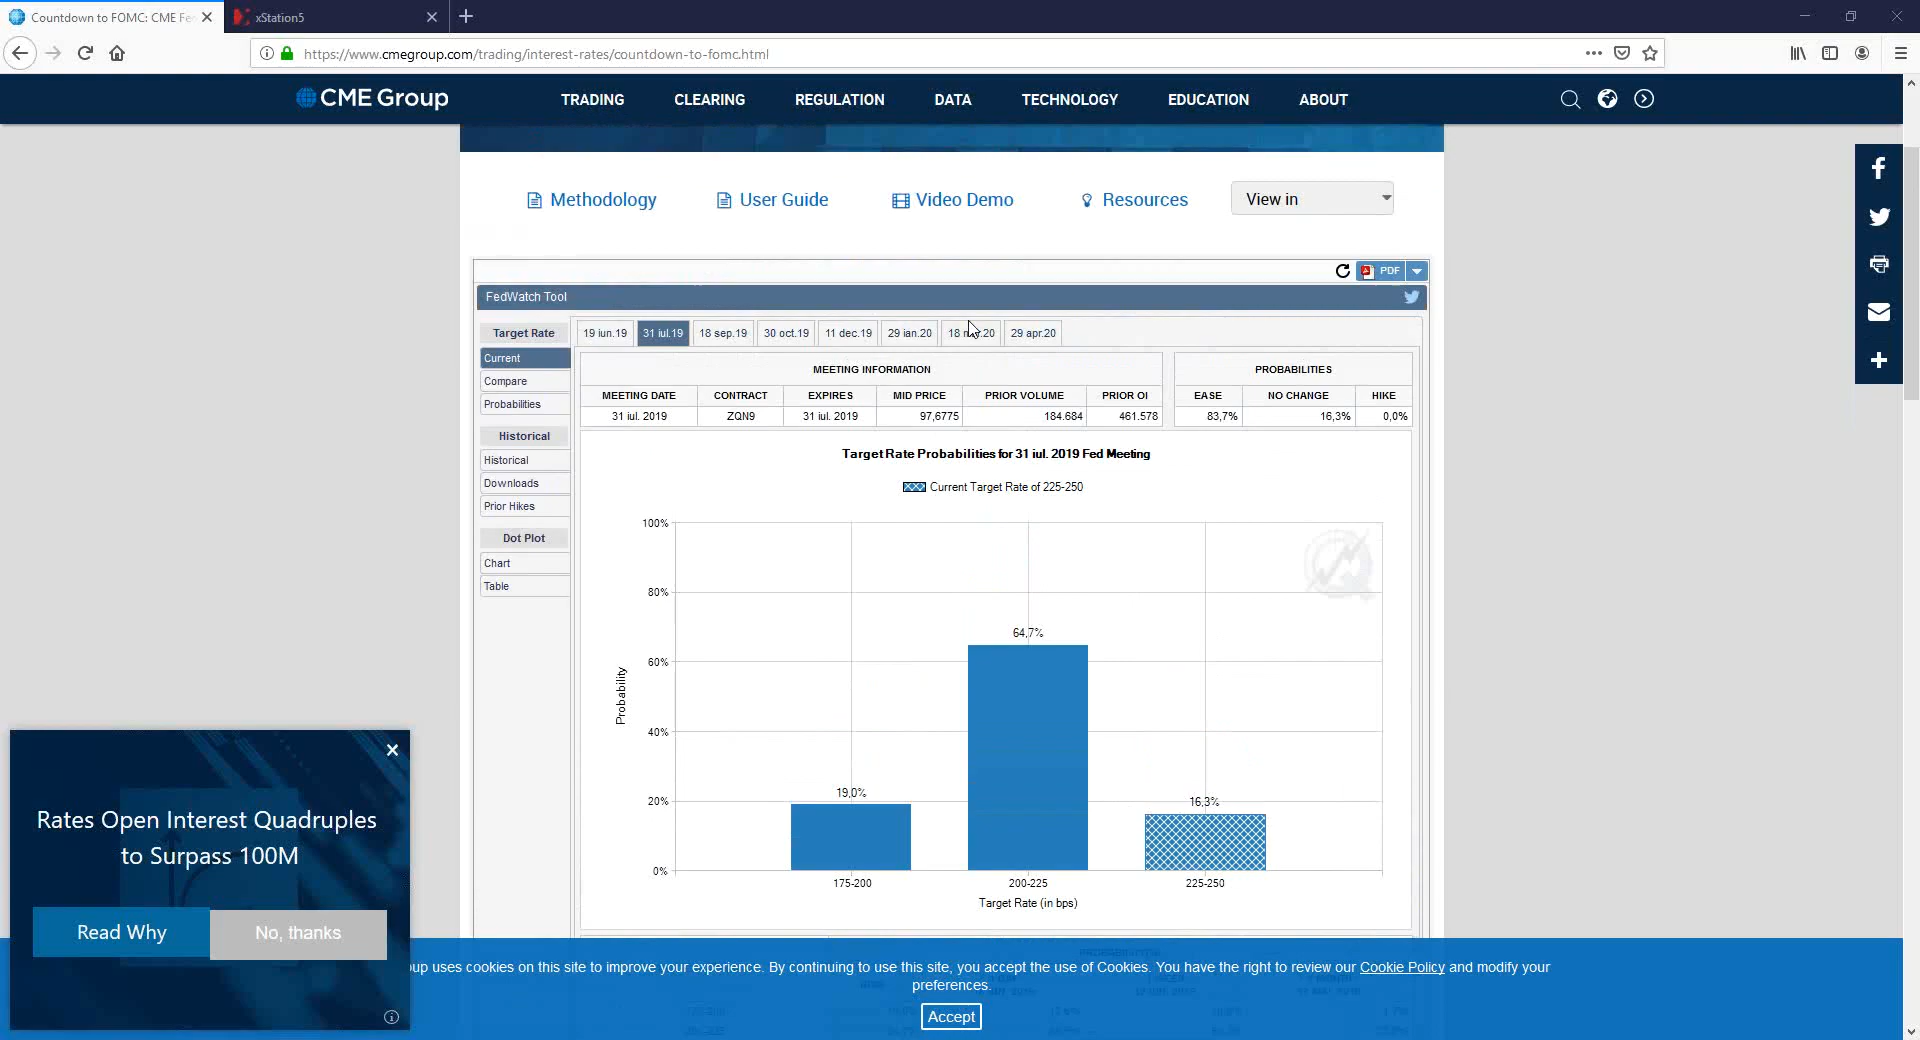 Countdown to FOMC: CME Fe
xStation5
https://www.cmegroup.com/trading/interest-rates/countdown-to-fomc.html
CME Group
TRADING CLEARING REGULATION DATA TECHNOLOGY EDUCATION ABOUT
Methodology User Guide Video Demo Resources View in
PDF
FedWatch Tool
Target Rate
Current
Compare
Probabilities
Historical
Historical
Downloads
Prior Hikes
Dot Plot
Chart
Table
19 iun.19 31 iul.19 18 sep.19 30 oct.19 11 dec.19 29 ian.20 18 .20 29 apr.20
MEETING INFORMATION
MEETING DATE CONTRACT EXPIRES MID PRICE PRIOR VOLUME PRIOR OI
31 iul. 2019 ZQN9 31 iul. 2019 97,6775 184.684 461.578
PROBABILITIES
EASE NO CHANGE HIKE
83,7% 16,3% 0,0%
Target Rate Probabilities for 31 iul. 2019 Fed Meeting
Current Target Rate of 225-250
100%
80%
60%
40%
20%
0%
Probability
64,7%
19,0%
16,3%
175-200 200-225 225-250
Target Rate (in bps)
Rates Open Interest Quadruples
to Surpass 100M
Read Why
No, thanks
up uses cookies on this site to improve your experience. By continuing to use this site, you accept the use of Cookies. You have the right to review our Cookie Policy and modify your
preferences.
Accept